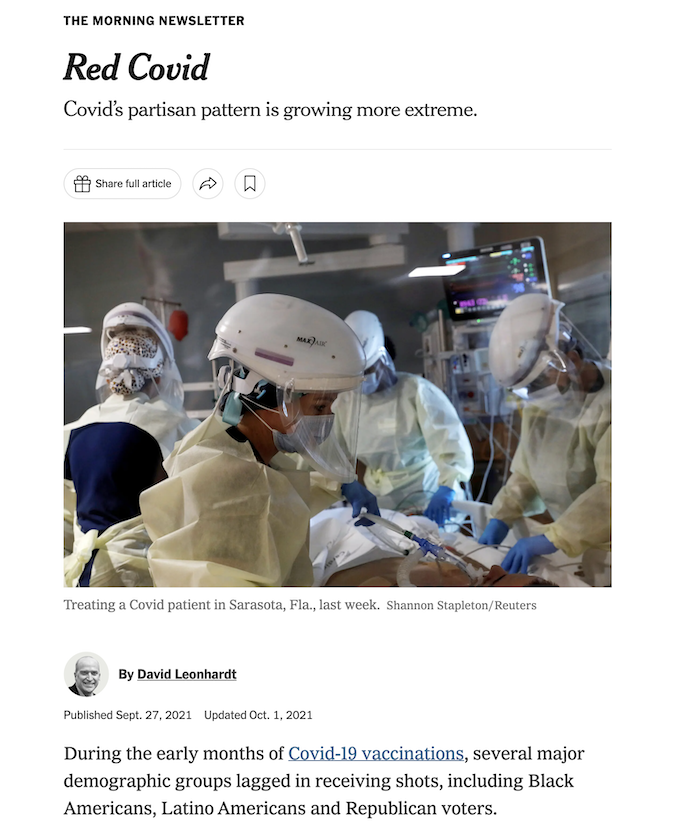 THE MORNING NEWSLETTER
Red Covid
Covid's partisan pattern is growing more extreme.
Share full article
MAXAIR
Treating a Covid patient in Sarasota, Fla., last week. Shannon Stapleton/Reuters
By David Leonhardt
Published Sept. 27, 2021 Updated Oct. 1, 2021
During the early months of Covid-19 vaccinations, several major
demographic groups lagged in receiving shots, including Black
Americans, Latino Americans and Republican voters.